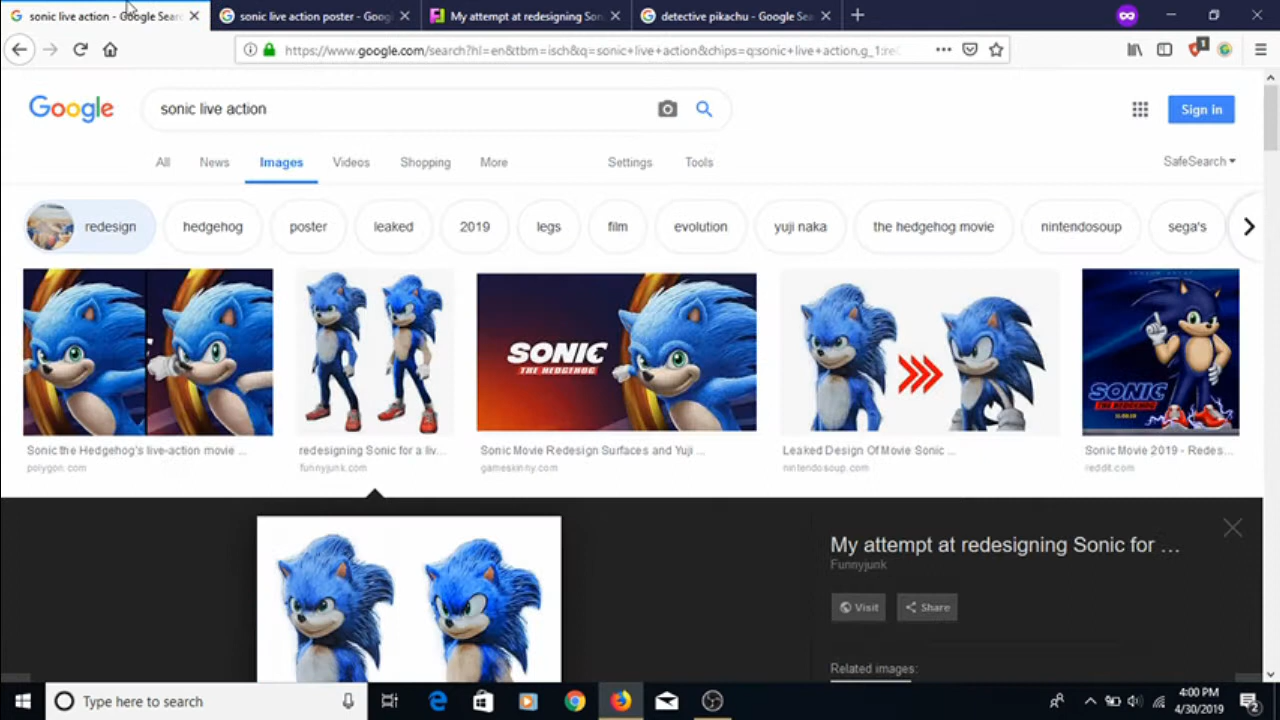 sonic live action - Google Sear
sonic live action poster - Goog
My attempt at redesigning Son
detective pikachu - Google Sea
https://www.google.com/search?hl=en&tbm=isch&q=sonic+live+action&chips=q:sonic+live+action,g_1:re
1
Google
sonic live action
Sign in
All
News
Images
Videos
Shopping
More
Settings
Tools
SafeSearch
redesign
hedgehog
poster
leaked
2019
legs
film
evolution
yuji naka
the hedgehog movie
nintendosoup
sega's
SONIC
THE HEDGEHOG
SONIC
THE HEDGEHOG
Sonic the Hedgehog's live-action movie ...
polygon.com
redesigning Sonic for a liv...
funnyjunk.com
Sonic Movie Redesign Surfaces and Yuji ...
gameskinny.com
Leaked Design Of Movie Sonic ...
nintendosoup.com
Sonic Movie 2019 - Redes...
reddit.com
My attempt at redesigning Sonic for ...
Funnyjunk
Visit
Share
Related images:
Type here to search
4:00 PM
4/30/2019
2